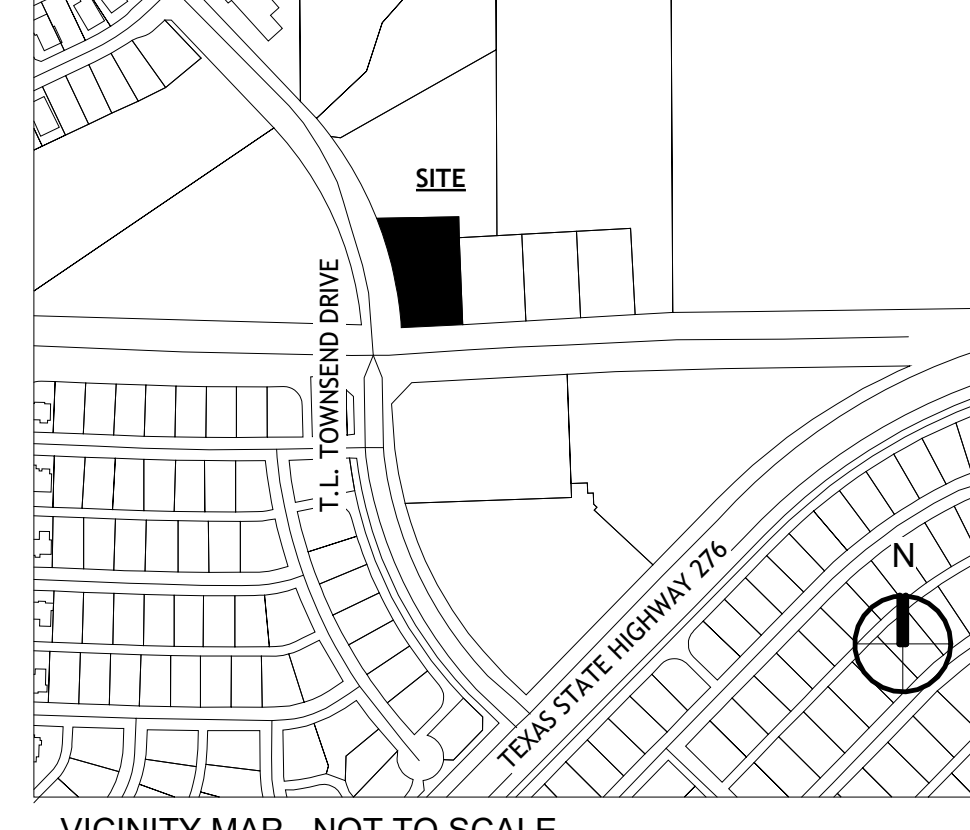 SITE
T.L. TOWNSEND DRIVE
TEXAS STATE HIGHWAY 276
N
VICINITY MAP - NOT TO SCALE